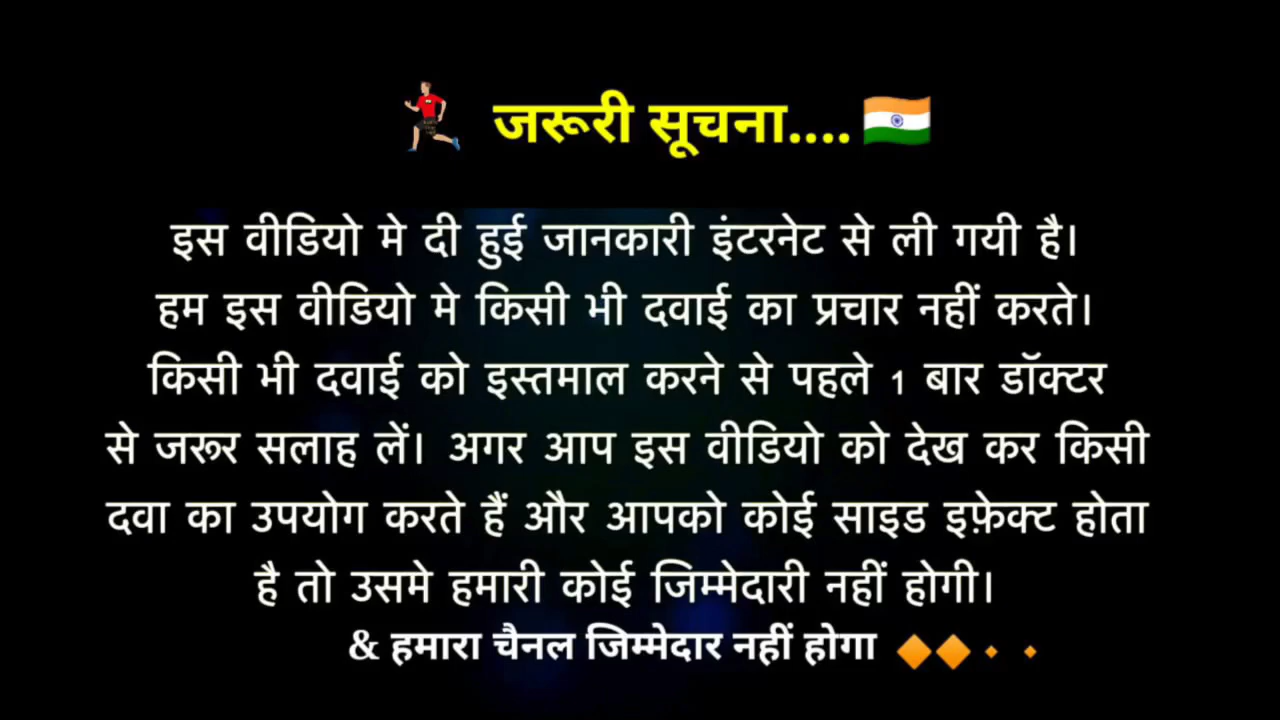 जरूरी सूचना....
इस वीडियो मे दी हुई जानकारी इंटरनेट से ली गयी है।
हम इस वीडियो मे किसी भी दवाई का प्रचार नहीं करते।
किसी भी दवाई को इस्तमाल करने से पहले 1 बार डॉक्टर
से जरूर सलाह लें। अगर आप इस वीडियो को देख कर किसी
दवा का उपयोग करते हैं और आपको कोई साइड इफ़ेक्ट होता
है तो उसमे हमारी कोई जिम्मेदारी नहीं होगी।
& हमारा चैनल जिम्मेदार नहीं होगा